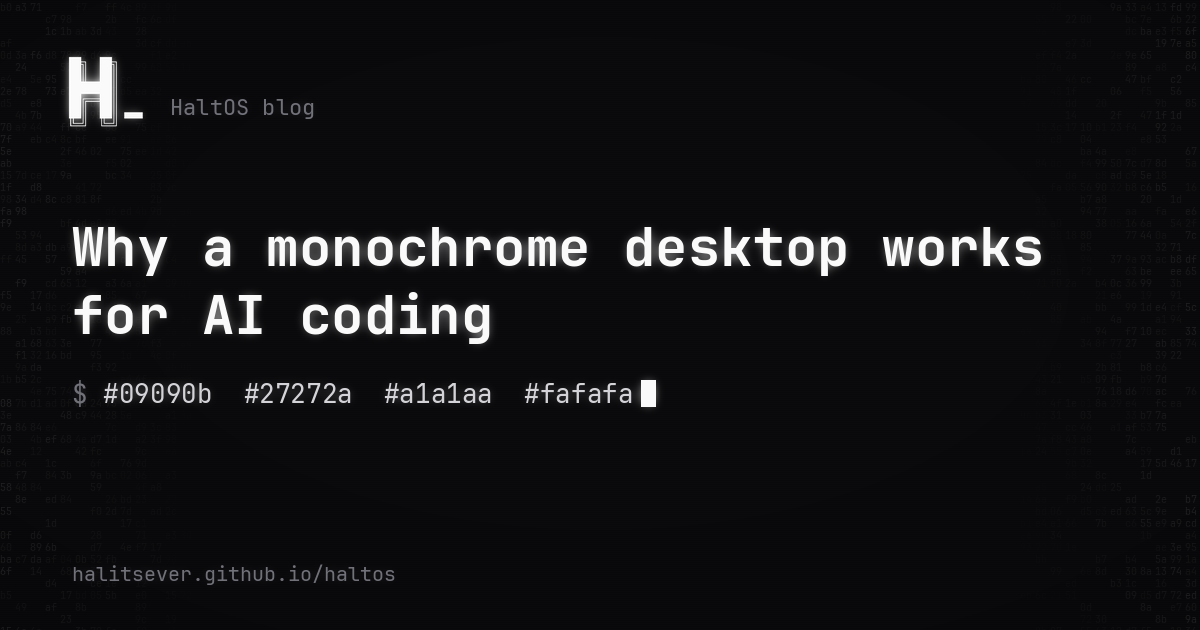 H_ HaltOS blog
Why a monochrome desktop works
for AI coding
$ #09090b #27272a #a1a1aa #fafafa
halitsever.github.io/haltos